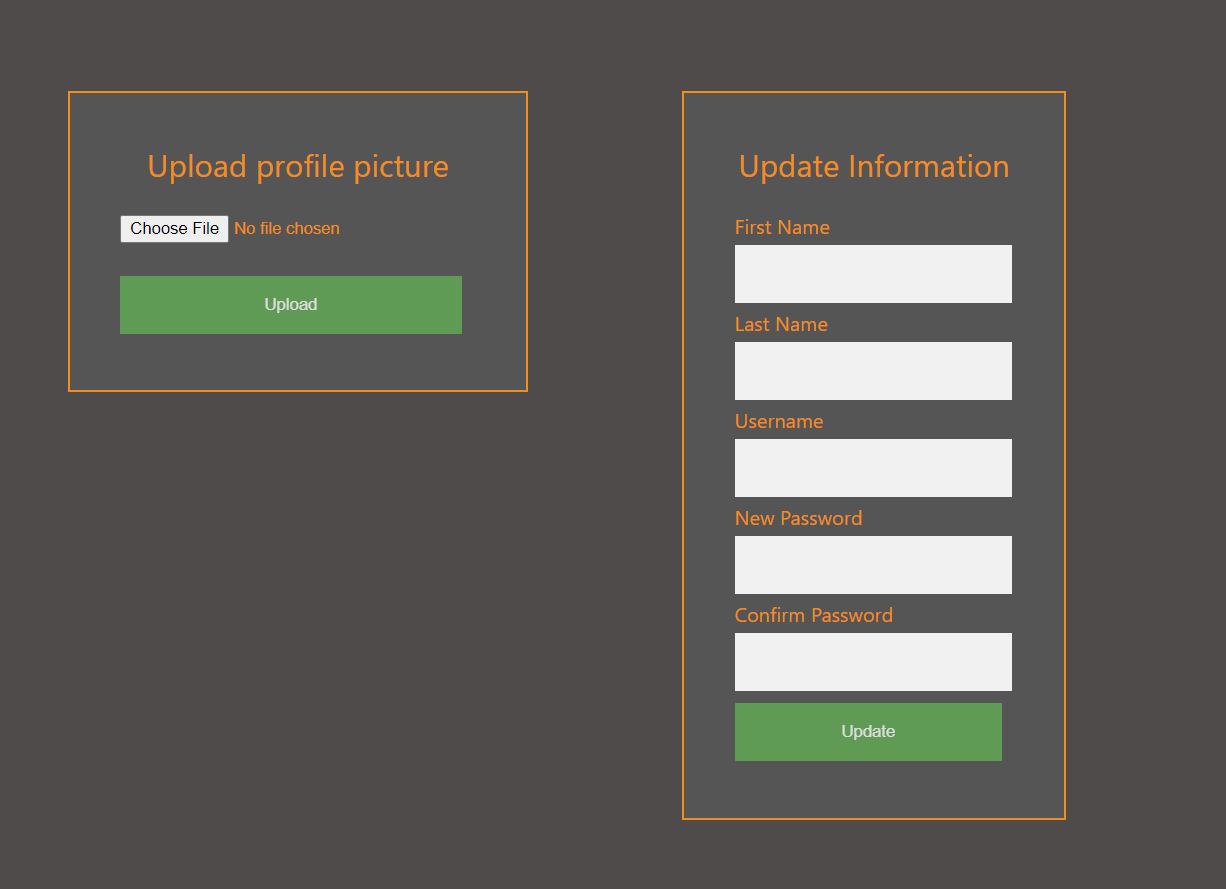 Upload profile picture
Choose File No file chosen
Upload
Update Information
First Name
Last Name
Username
New Password
Confirm Password
Update